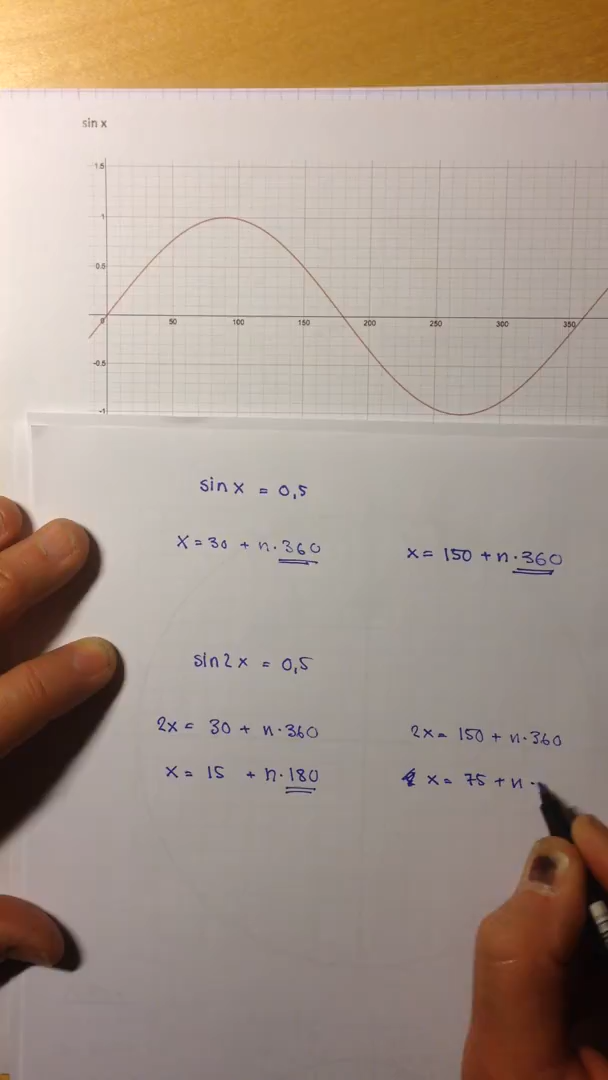 sin x
1.5
1
0.5
0 50 100 150 200 250 300 350
-0.5
-1
sin x = 0,5
x = 30 + n · 360
x = 150 + n · 360
sin 2x = 0,5
2x = 30 + n · 360
2x = 150 + n · 360
x = 15 + n · 180
x = 75 + n ·